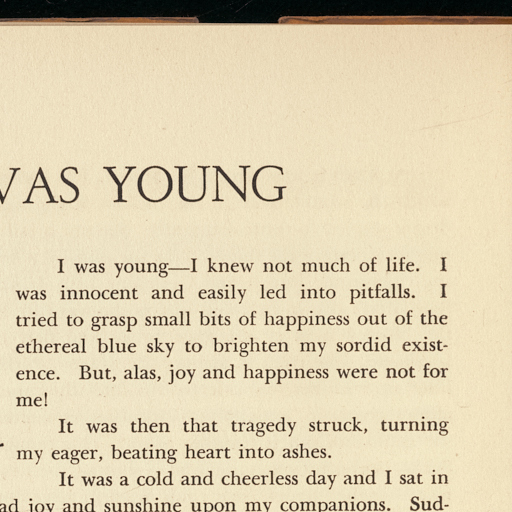 WAS YOUNG
I was young—I knew not much of life. I
was innocent and easily led into pitfalls. I
tried to grasp small bits of happiness out of the
ethereal blue sky to brighten my sordid exist-
ence. But, alas, joy and happiness were not for
me!
It was then that tragedy struck, turning
my eager, beating heart into ashes.
It was a cold and cheerless day and I sat in
joy and sunshine upon my companions. Sud-